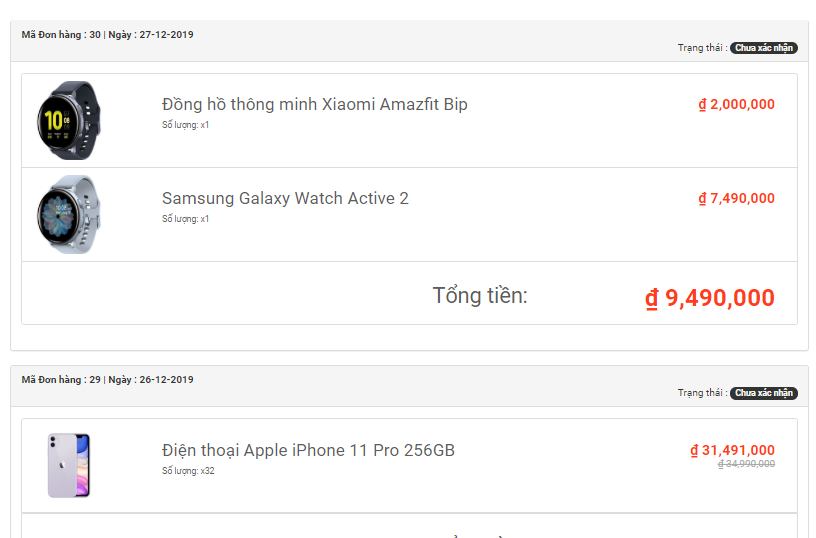 Mã Đơn hàng : 30 | Ngày : 27-12-2019
Trạng thái : Chưa xác nhận
Đồng hồ thông minh Xiaomi Amazfit Bip
₫ 2,000,000
Số lượng: x1
Samsung Galaxy Watch Active 2
₫ 7,490,000
Số lượng: x1
Tổng tiền: ₫ 9,490,000
Mã Đơn hàng : 29 | Ngày : 26-12-2019
Trạng thái : Chưa xác nhận
Điện thoại Apple iPhone 11 Pro 256GB
₫ 31,491,000
Số lượng: x32
₫ 34,990,000